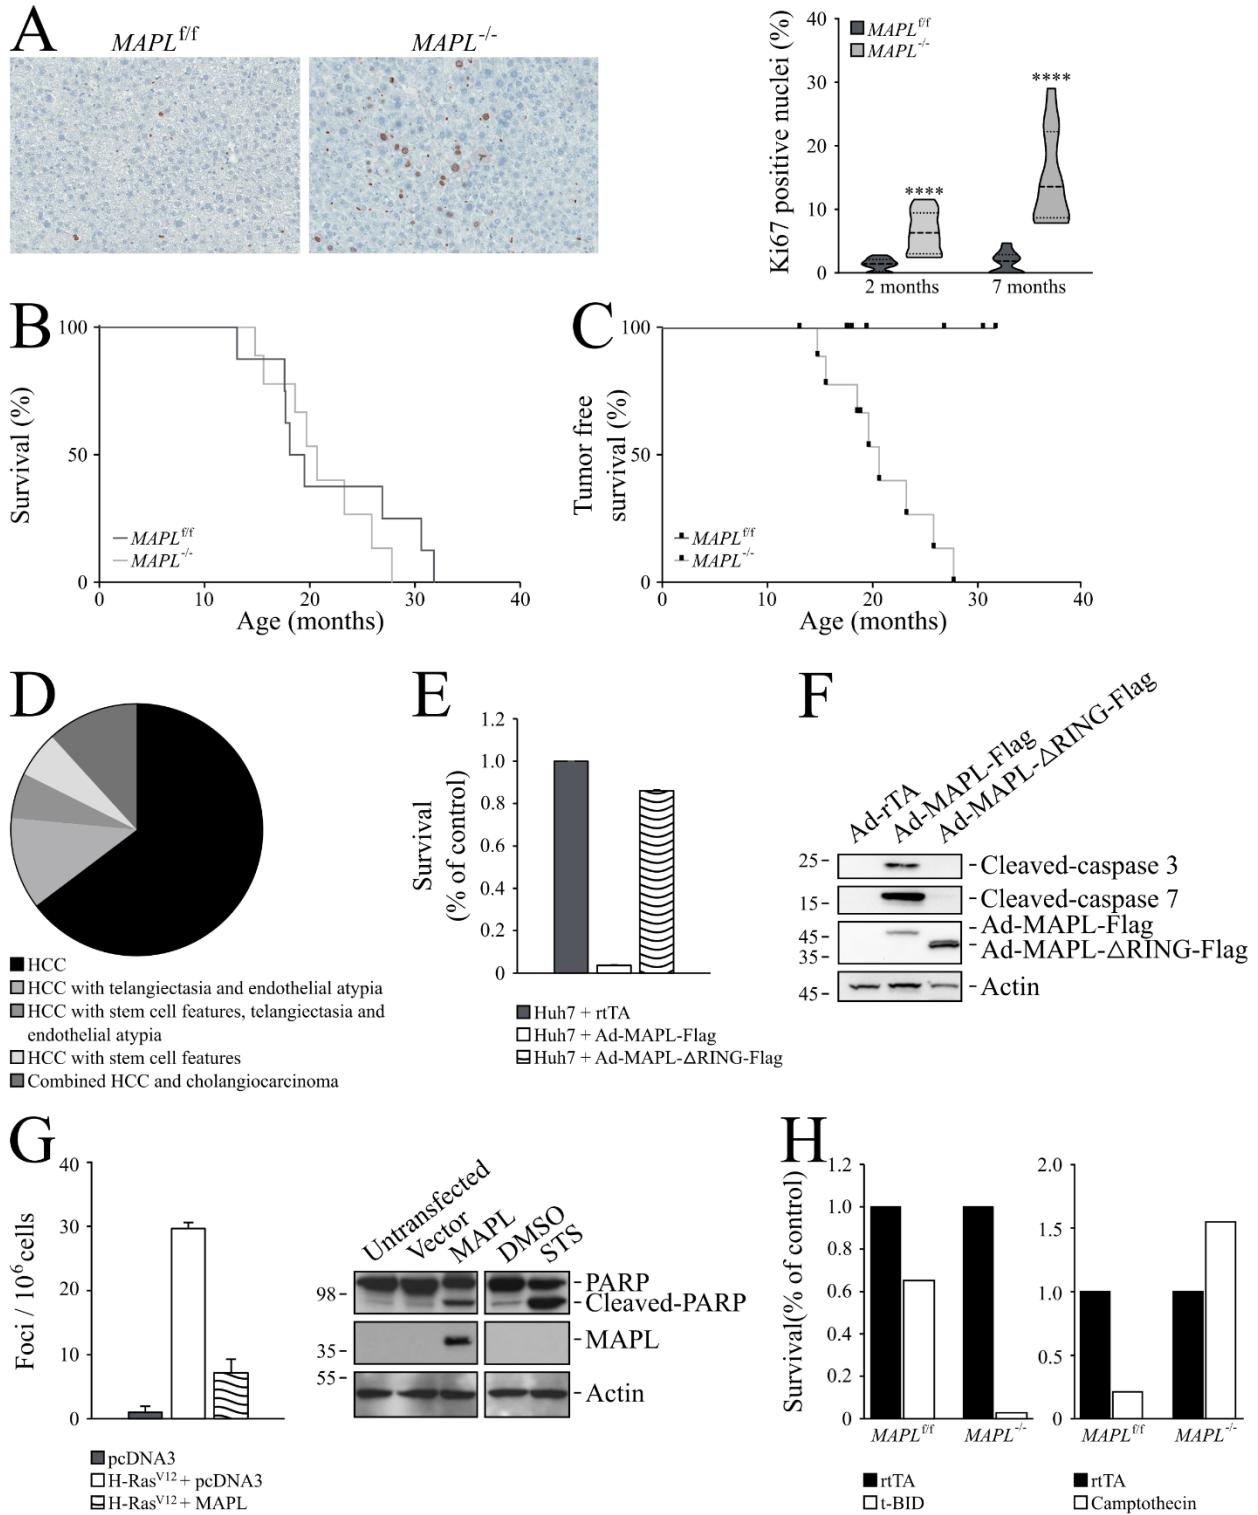 A
MAPL^f/f
MAPL^-/-
Ki67 positive nuclei (%)
40
30
20
10
0
MAPL^f/f
MAPL^-/-
****
****
2 months
7 months
B
Survival (%)
100
50
0
MAPL^f/f
MAPL^-/-
0 10 20 30 40
Age (months)
C
Tumor free
survival (%)
100
50
0
MAPL^f/f
MAPL^-/-
0 10 20 30 40
Age (months)
D
HCC
HCC with telangiectasia and endothelial atypia
HCC with stem cell features, telangiectasia and
endothelial atypia
HCC with stem cell features
Combined HCC and cholangiocarcinoma
E
Survival
(% of control)
1.2
1.0
0.8
0.6
0.4
0.2
0
Huh7 + rtTA
Huh7 + Ad-MAPL-Flag
Huh7 + Ad-MAPL-△RING-Flag
F
Ad-rTA
Ad-MAPL-Flag
Ad-MAPL-△RING-Flag
25- -Cleaved-caspase 3
15- -Cleaved-caspase 7
-Ad-MAPL-Flag
45-
-Ad-MAPL-△RING-Flag
35-
45- -Actin
G
Foci / 10^6 cells
40
30
20
10
0
pcDNA3
H-Ras^V12 + pcDNA3
H-Ras^V12 + MAPL
Untransfected
Vector
MAPL
DMSO
STS
-PARP
98-
-Cleaved-PARP
-MAPL
35-
55-
-Actin
H
Survival(% of control)
1.2
1.0
0.8
0.6
0.4
0.2
0
MAPL^f/f MAPL^-/-
rtTA
t-BID
2.0
1.5
1.0
0.5
0
MAPL^f/f MAPL^-/-
rtTA
Camptothecin